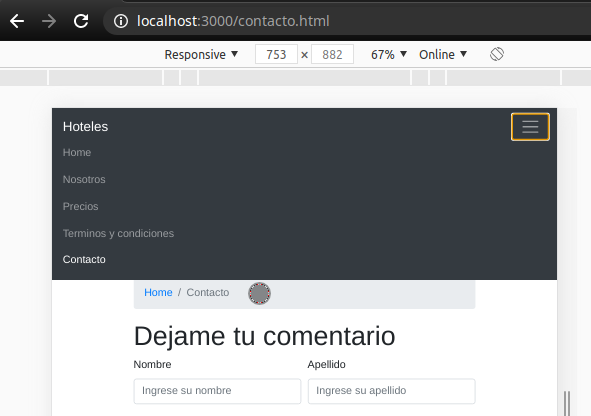 localhost:3000/contacto.html
Responsive ▼ 753 × 882 67% ▼ Online ▼
Hoteles
Home
Nosotros
Precios
Terminos y condiciones
Contacto
Home / Contacto
Dejame tu comentario
Nombre Apellido
Ingrese su nombre Ingrese su apellido